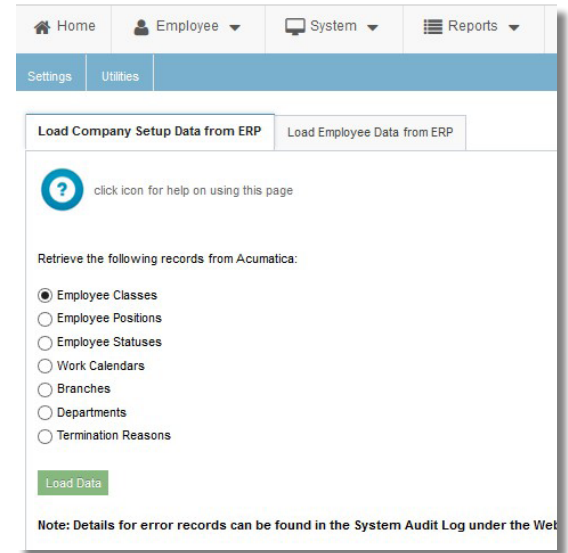 Home Employee System Reports
Settings Utilities
Load Company Setup Data from ERP Load Employee Data from ERP
? click icon for help on using this page
Retrieve the following records from Acumatica:
Employee Classes
Employee Positions
Employee Statuses
Work Calendars
Branches
Departments
Termination Reasons
Load Data
Note: Details for error records can be found in the System Audit Log under the Web